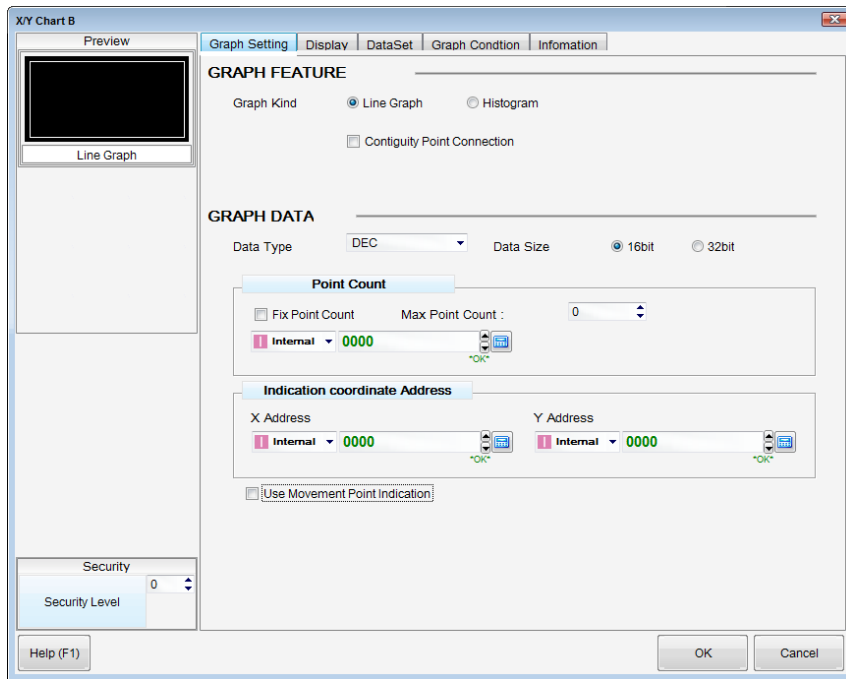 X/Y Chart B
Preview
Line Graph
Graph Setting Display DataSet Graph Condtion Infomation
GRAPH FEATURE
Graph Kind Line Graph Histogram
Contiguity Point Connection
GRAPH DATA
Data Type DEC Data Size 16bit 32bit
Point Count
Fix Point Count Max Point Count : 0
I Internal 0000
*OK*
Indication coordinate Address
X Address Y Address
I Internal 0000 I Internal 0000
*OK* *OK*
Use Movement Point Indication
Security
Security Level 0
Help (F1) OK Cancel